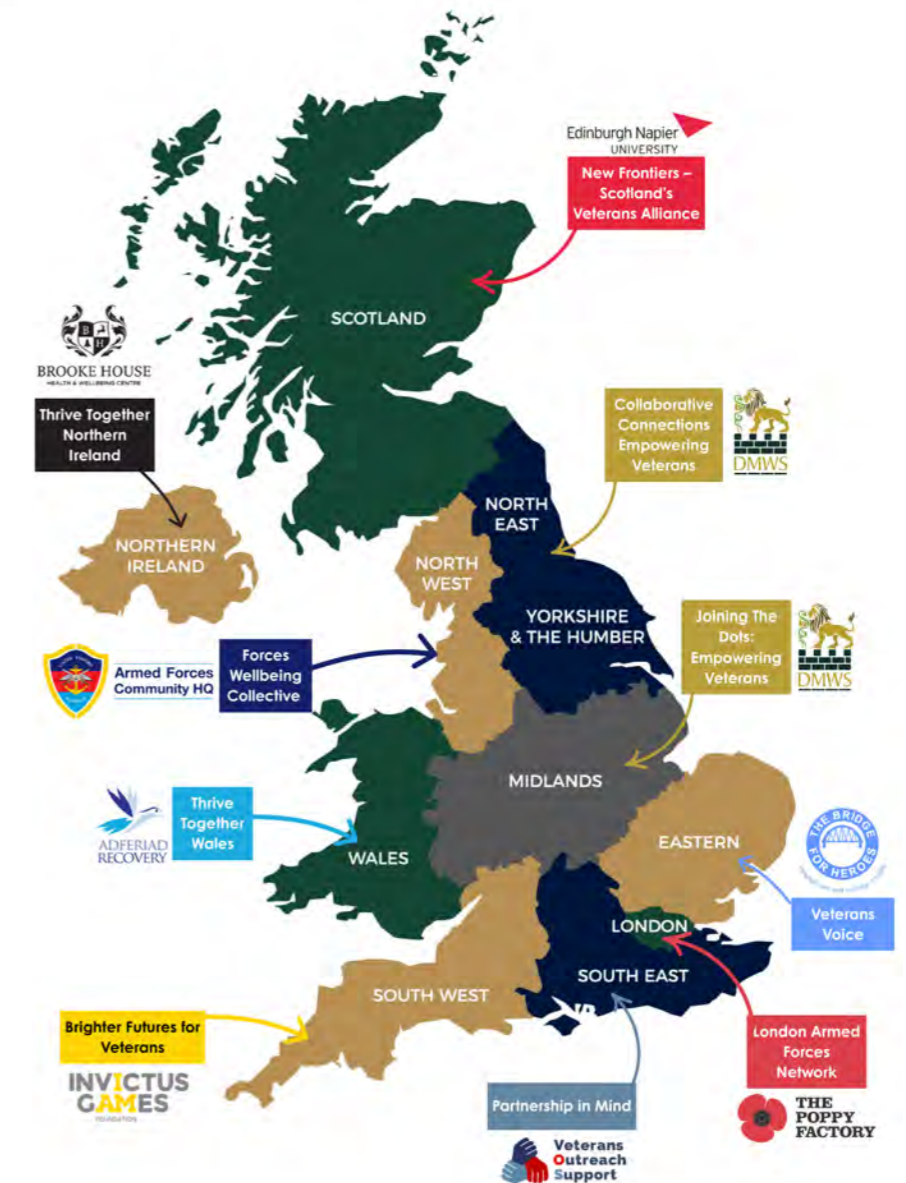 Edinburgh Napier
UNIVERSITY
New Frontiers –
Scotland's
Veterans Alliance
SCOTLAND
B
H
BROOKE HOUSE
HEALTH & WELLBEING CENTRE
Thrive Together
Northern
Ireland
NORTHERN
IRELAND
Collaborative
Connections
Empowering
Veterans
DMWS
NORTH
EAST
NORTH
WEST
YORKSHIRE
& THE HUMBER
Joining The
Dots:
Empowering
Veterans
DMWS
Armed Forces
Community HQ
Forces
Wellbeing
Collective
MIDLANDS
ADFERIAD
RECOVERY
Thrive
Together
Wales
WALES
EASTERN
THE BRIDGE
FOR HEROES
Veterans
Voice
LONDON
SOUTH EAST
SOUTH WEST
Brighter Futures for
Veterans
INVICTUS
GAMES
FOUNDATION
London Armed
Forces
Network
THE
POPPY
FACTORY
Partnership in Mind
Veterans
Outreach
Support